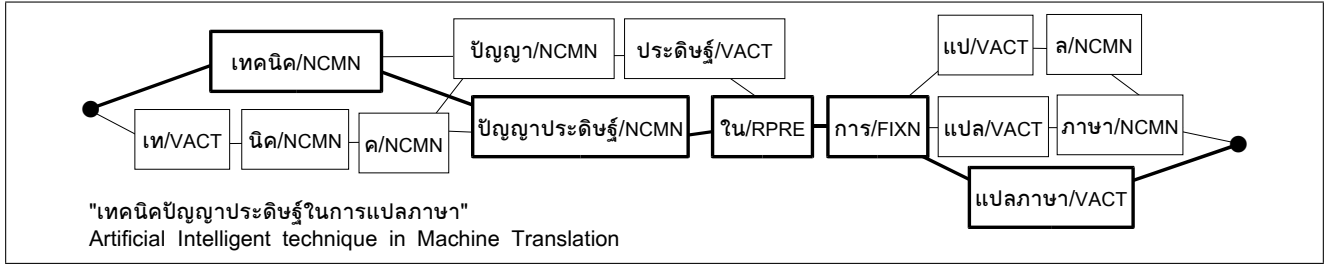 เทคนิค/NCMN
ปัญญา/NCMN
ประดิษฐ์/VACT
แป/VACT
ล/NCMN
เท/VACT
นิค/NCMN
ค/NCMN
ปัญญาประดิษฐ์/NCMN
ใน/RPRE
การ/FIXN
แปล/VACT
ภาษา/NCMN
แปลภาษา/VACT
"เทคนิคปัญญาประดิษฐ์ในการแปลภาษา"
Artificial Intelligent technique in Machine Translation